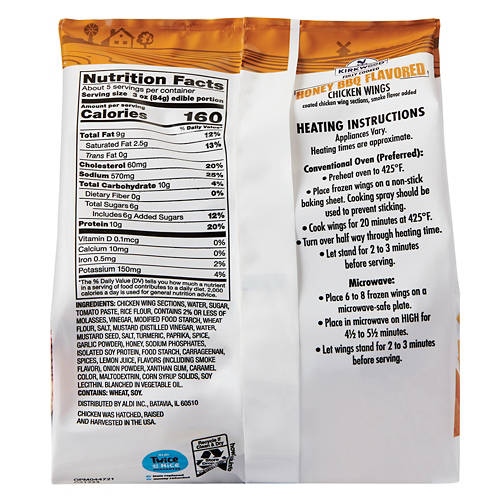 Nutrition Facts
About 5 servings per container
Serving size 3 oz (84g) edible portion
Amount per serving
Calories 160
% Daily Value*
Total Fat 9g 12%
Saturated Fat 2.5g 13%
Trans Fat 0g
Cholesterol 60mg 20%
Sodium 570mg 25%
Total Carbohydrate 10g 4%
Dietary Fiber 0g 0%
Total Sugars 6g
Includes 6g Added Sugars 12%
Protein 10g 20%
Vitamin D 0.1mcg 0%
Calcium 10mg 0%
Iron 0.5mg 2%
Potassium 150mg 4%
*The % Daily Value (DV) tells you how much a nutrient
in a serving of food contributes to a daily diet. 2,000
calories a day is used for general nutrition advice.
INGREDIENTS: CHICKEN WING SECTIONS, WATER, SUGAR,
TOMATO PASTE, RICE FLOUR, CONTAINS 2% OR LESS OF
MOLASSES, VINEGAR, MODIFIED FOOD STARCH, WHEAT
FLOUR, SALT, MUSTARD (DISTILLED VINEGAR, WATER,
MUSTARD SEED, SALT, TURMERIC, PAPRIKA, SPICE,
GARLIC POWDER), HONEY, SODIUM PHOSPHATES,
ISOLATED SOY PROTEIN, FOOD STARCH, CARRAGEENAN,
SPICES, LEMON JUICE, FLAVORS (INCLUDING SMOKE
FLAVOR), ONION POWDER, XANTHAN GUM, CARAMEL
COLOR, MALTODEXTRIN, CORN SYRUP SOLIDS, SOY
LECITHIN. BLANCHED IN VEGETABLE OIL.
CONTAINS: WHEAT, SOY.
DISTRIBUTED BY ALDI INC., BATAVIA, IL 60510
CHICKEN WAS HATCHED, RAISED
AND HARVESTED IN THE USA.
ALDI
Twice
as Nice
Recycle if
Clean & Dry
Store
OPM044721
KIRKWOOD
FULLY COOKED
HONEY BBQ FLAVORED
CHICKEN WINGS
coated chicken wing sections, smoke flavor added
HEATING INSTRUCTIONS
Appliances Vary.
Heating times are approximate.
Conventional Oven (Preferred):
• Preheat oven to 425°F.
• Place frozen wings on a non-stick
baking sheet. Cooking spray should be
used to prevent sticking.
• Cook wings for 20 minutes at 425°F.
• Turn over half way through heating time.
• Let stand for 2 to 3 minutes
before serving.
Microwave:
• Place 6 to 8 frozen wings on a
microwave-safe plate.
• Place in microwave on HIGH for
4½ to 5½ minutes.
• Let wings stand for 2 to 3 minutes
before serving.